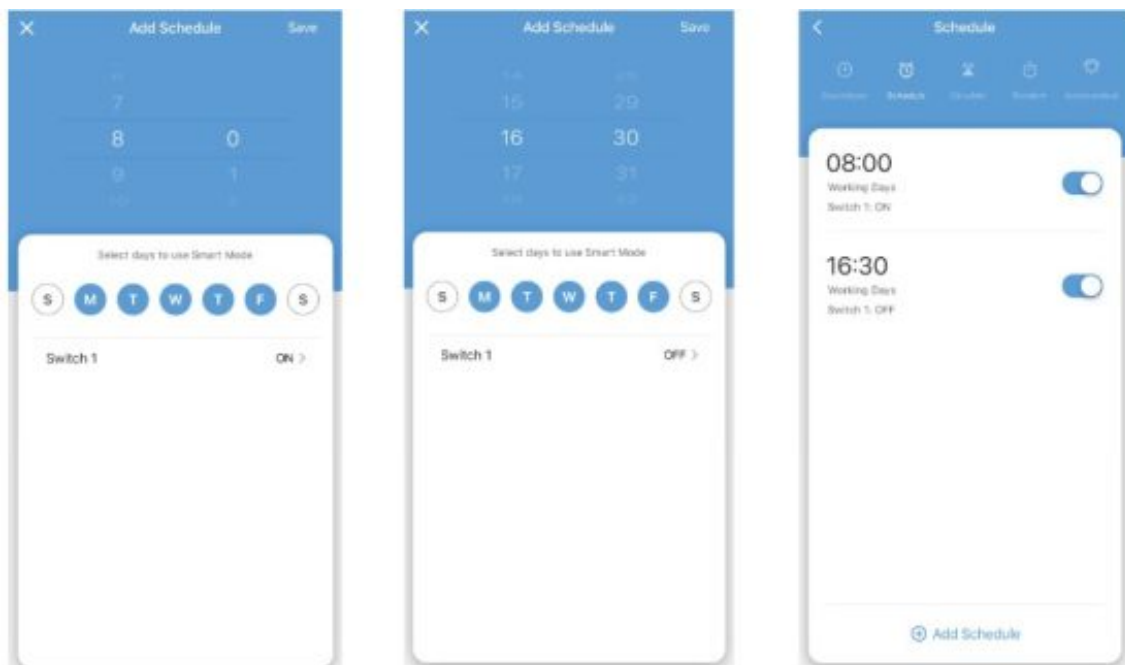 Add Schedule Save
7
8 0
9 1
Select days to use Smart Mode
S M T W T F S
Switch 1 ON >
Add Schedule Save
15 29
16 30
17 31
Select days to use Smart Mode
S M T W T F S
Switch 1 OFF >
Schedule
Schedule
08:00
Working Days
Switch 1: ON
16:30
Working Days
Switch 1: OFF
Add Schedule